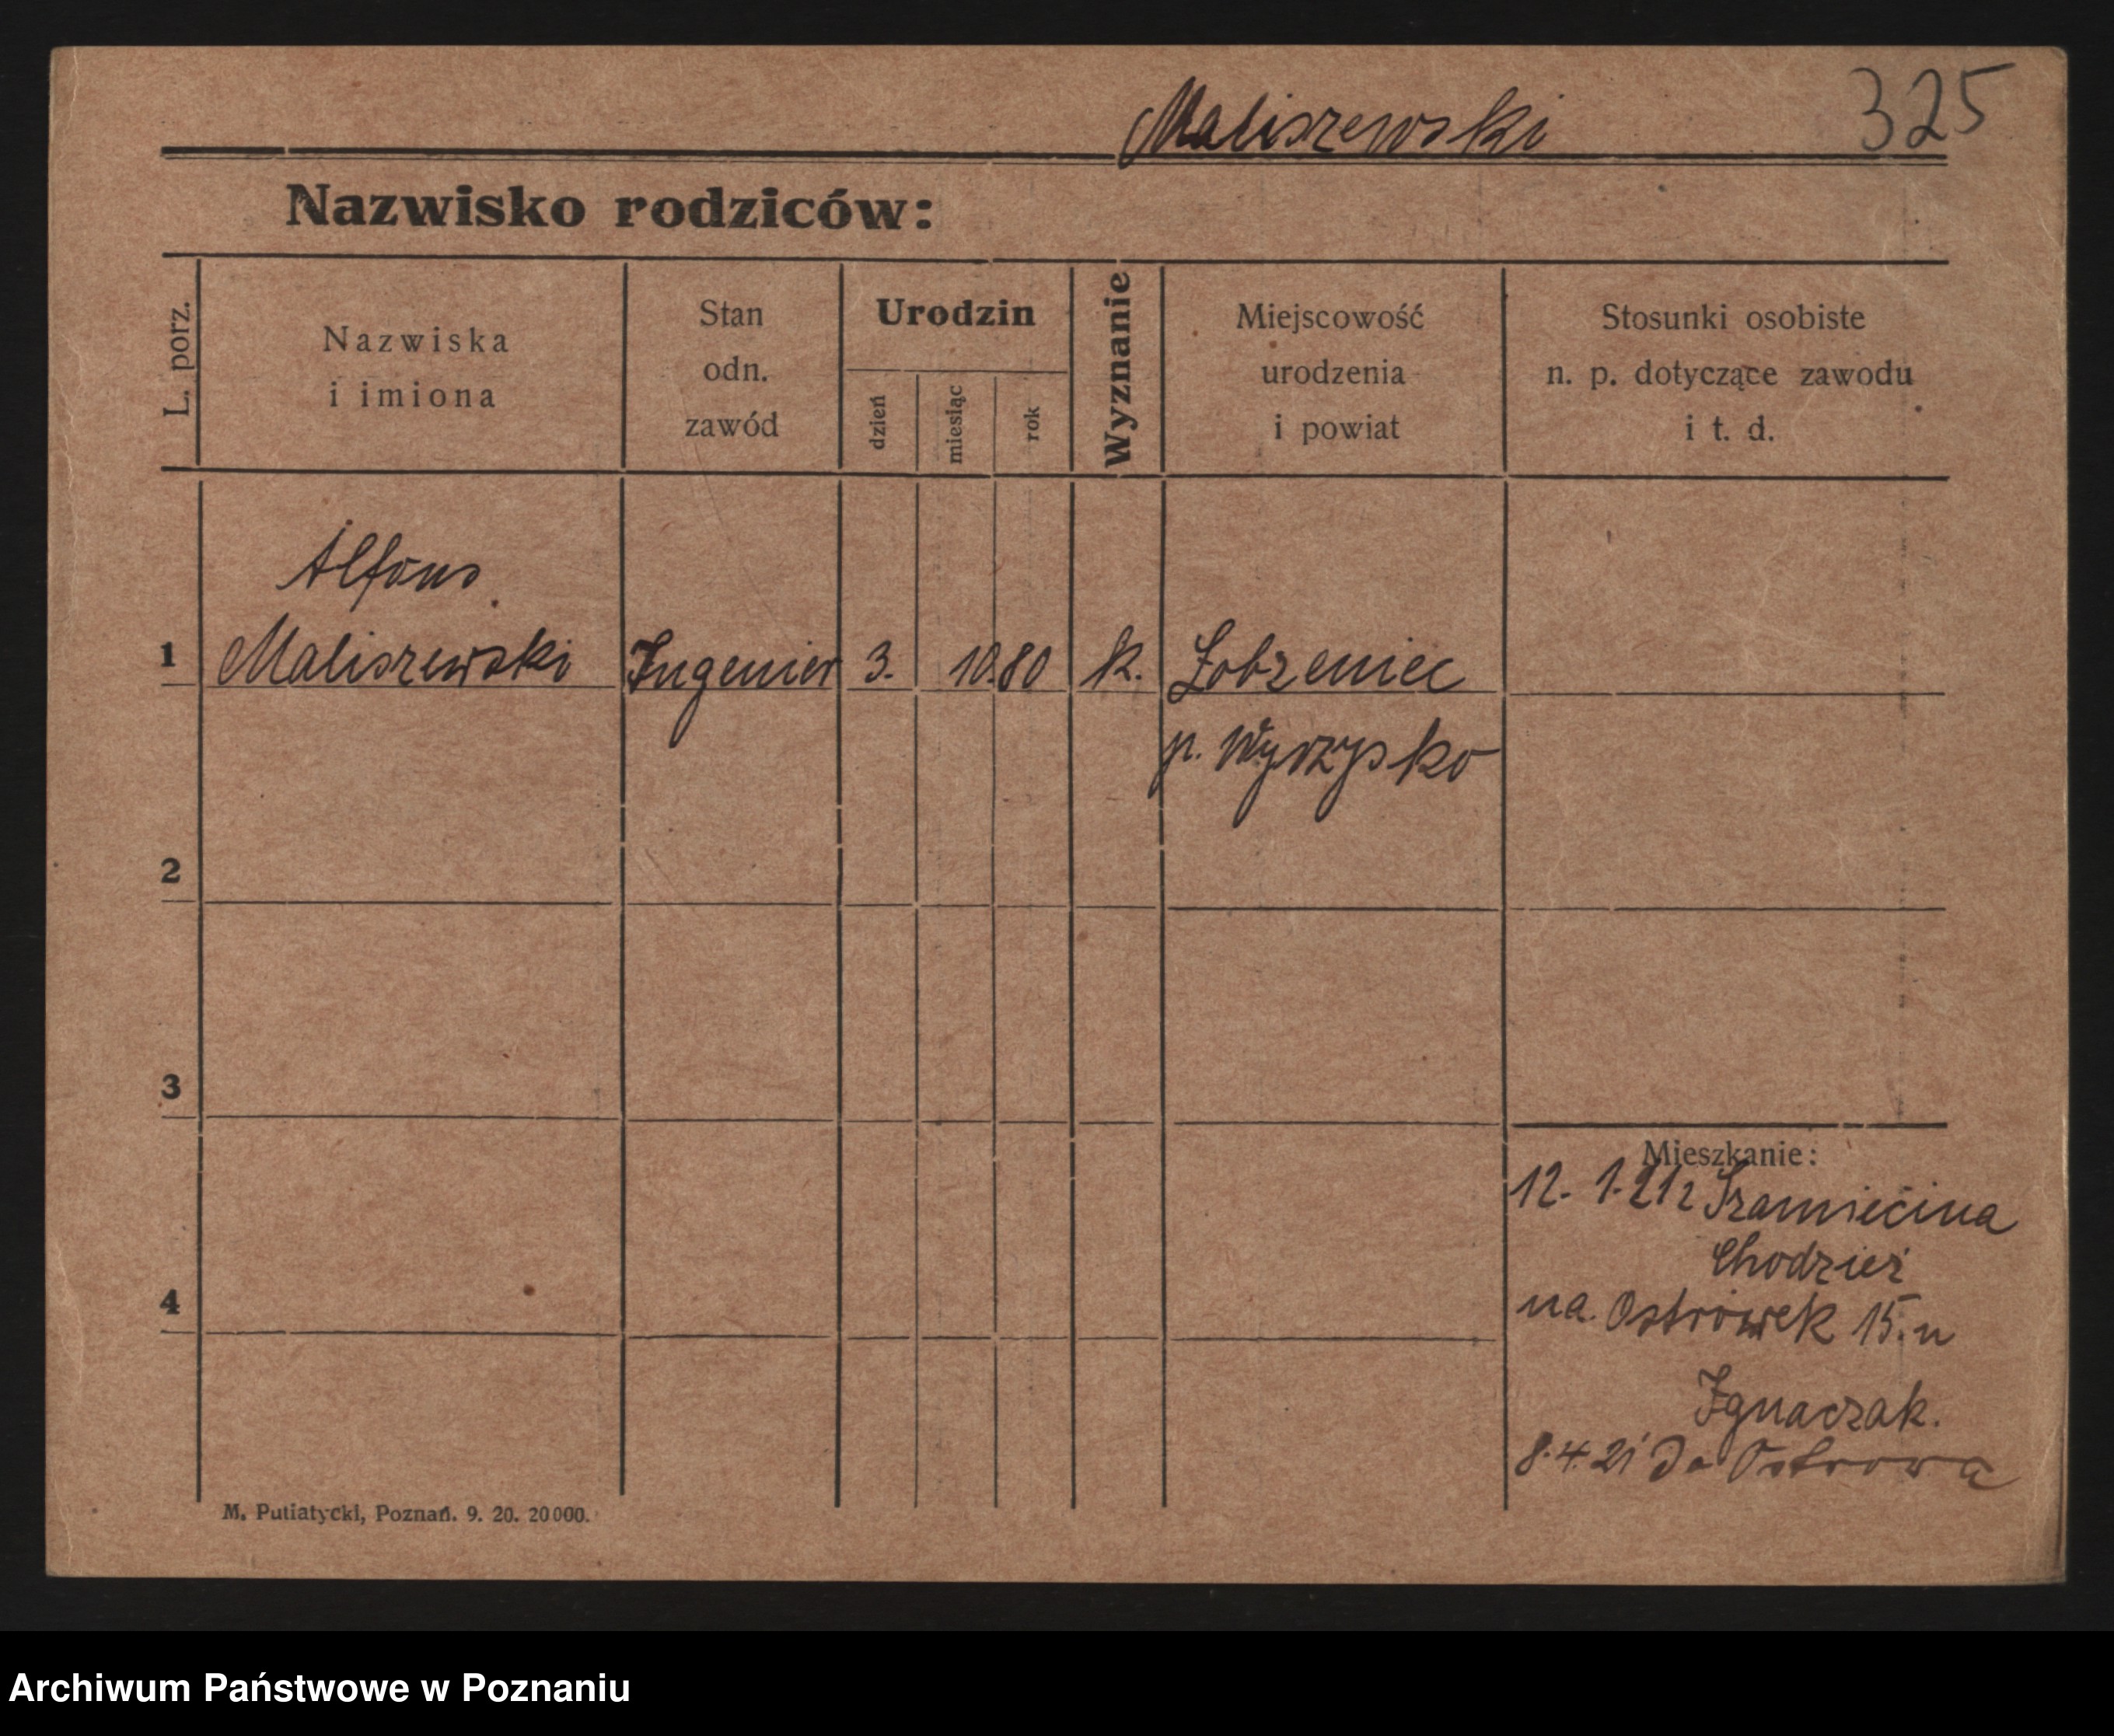 Maliszewski 325
Nazwisko rodziców:
L. porz.
Nazwiska
i imiona
Stan
odn.
zawód
Urodzin
dzień
miesiąc
rok
Wyznanie
Miejscowość
urodzenia
i powiat
Stosunki osobiste
n. p. dotyczące zawodu
i t. d.
Alfons
1 Maliszewski Ingenier 3. 10. 80 k. Łobzeniec
p. Wyrzysko
2
3
Mieszkanie:
12. 1. 21 z
Chodzież
4
na Ostrówek 15. u
Ignaczak.
8. 4. 21 do Ostrowa
M. Putiatycki, Poznań. 9. 20. 20000.
Archiwum Państwowe w Poznaniu